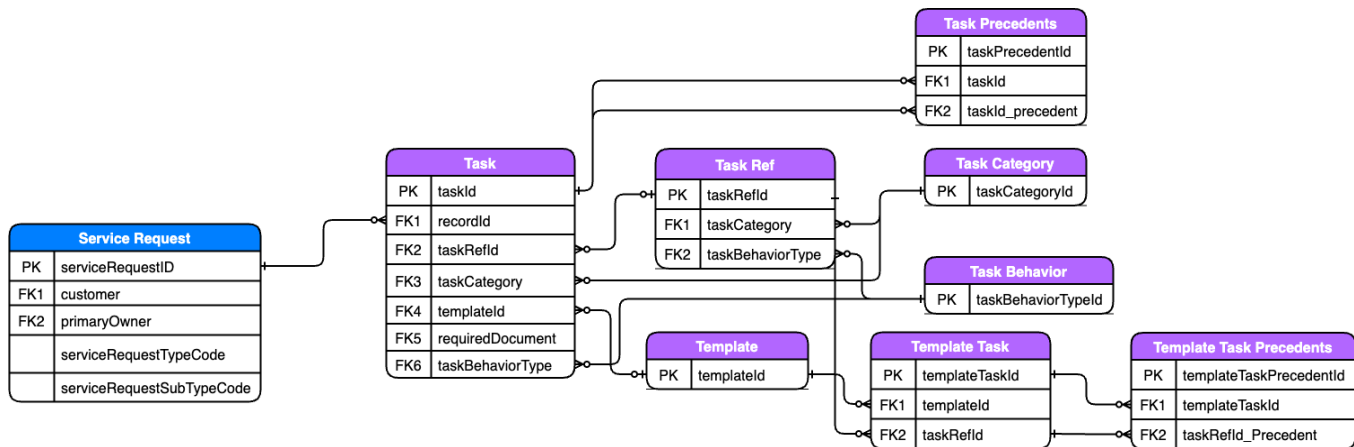 Task Precedents
PK taskPrecedentId
FK1 taskId
FK2 taskId_precedent
Task
PK taskId
FK1 recordId
FK2 taskRefId
FK3 taskCategory
FK4 templateId
FK5 requiredDocument
FK6 taskBehaviorType
Task Ref
PK taskRefId
FK1 taskCategory
FK2 taskBehaviorType
Task Category
PK taskCategoryId
Service Request
PK serviceRequestID
FK1 customer
FK2 primaryOwner
serviceRequestTypeCode
serviceRequestSubTypeCode
Task Behavior
PK taskBehaviorTypeId
Template
PK templateId
Template Task
PK templateTaskId
FK1 templateId
FK2 taskRefId
Template Task Precedents
PK templateTaskPrecedentId
FK1 templateTaskId
FK2 taskRefId_Precedent